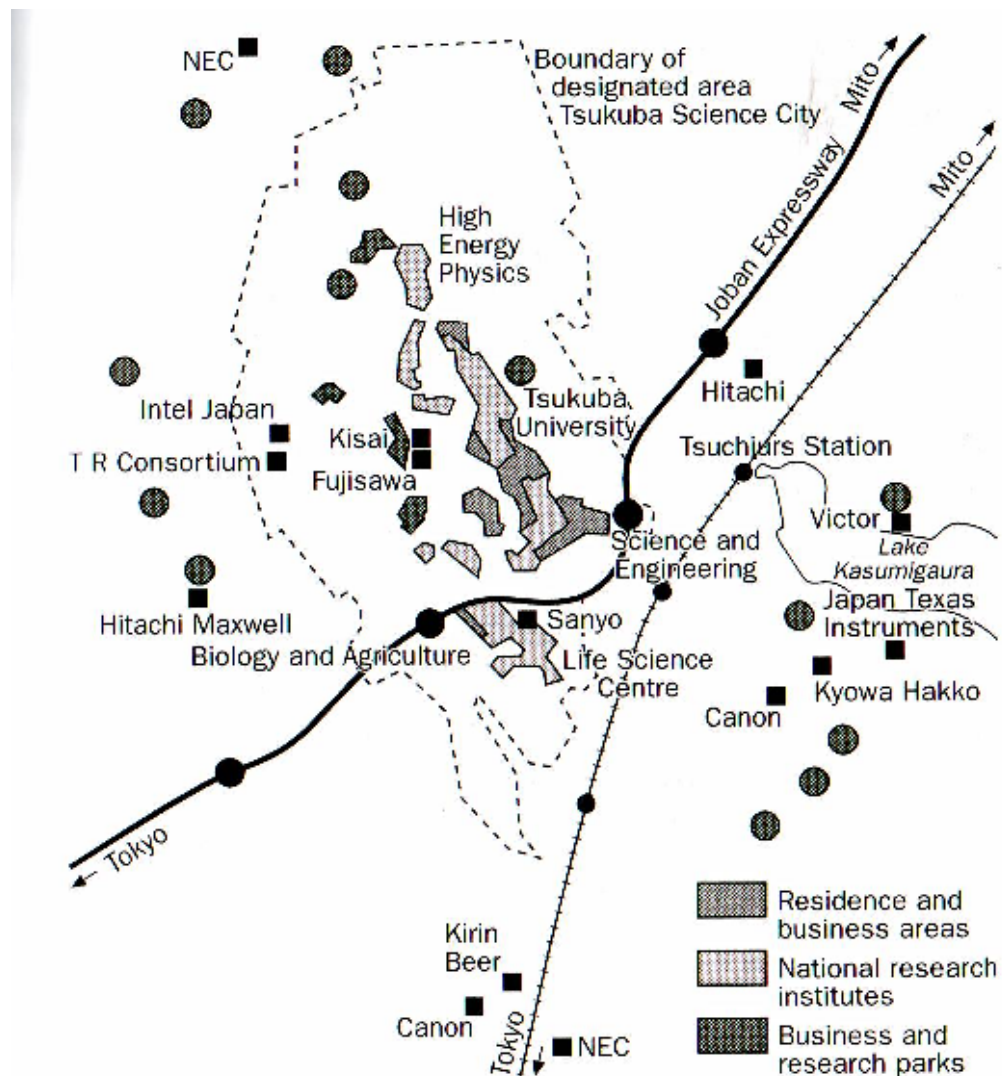 NEC
Boundary of
designated area
Tsukuba Science City
Mito
Mito
Joban Expressway
High
Energy
Physics
Hitachi
Tsukuba
University
Intel Japan
Kisai
T R Consortium
Fujisawa
Tsuchiurs Station
Victor
Lake
Kasumigaura
Science and
Engineering
Japan Texas
Instruments
Hitachi Maxwell
Sanyo
Biology and Agriculture
Life Science
Centre
Kyowa Hakko
Canon
Tokyo
Residence and
business areas
Kirin
Beer
National research
institutes
Canon
Tokyo
NEC
Business and
research parks